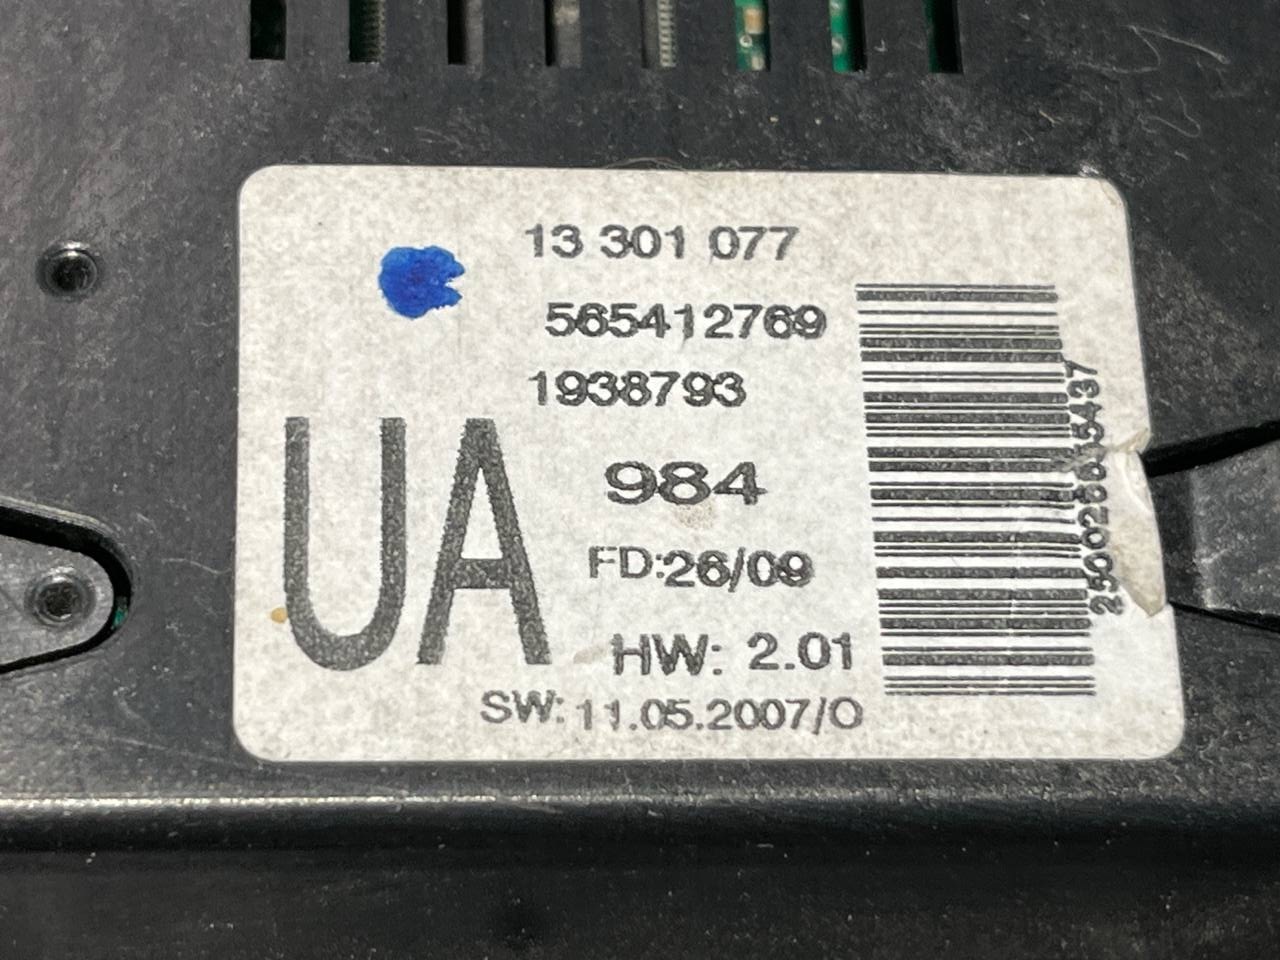 13 301 077
565412769
1938793
UA
984
FD:26/09
HW: 2.01
SW: 11.05.2007/O